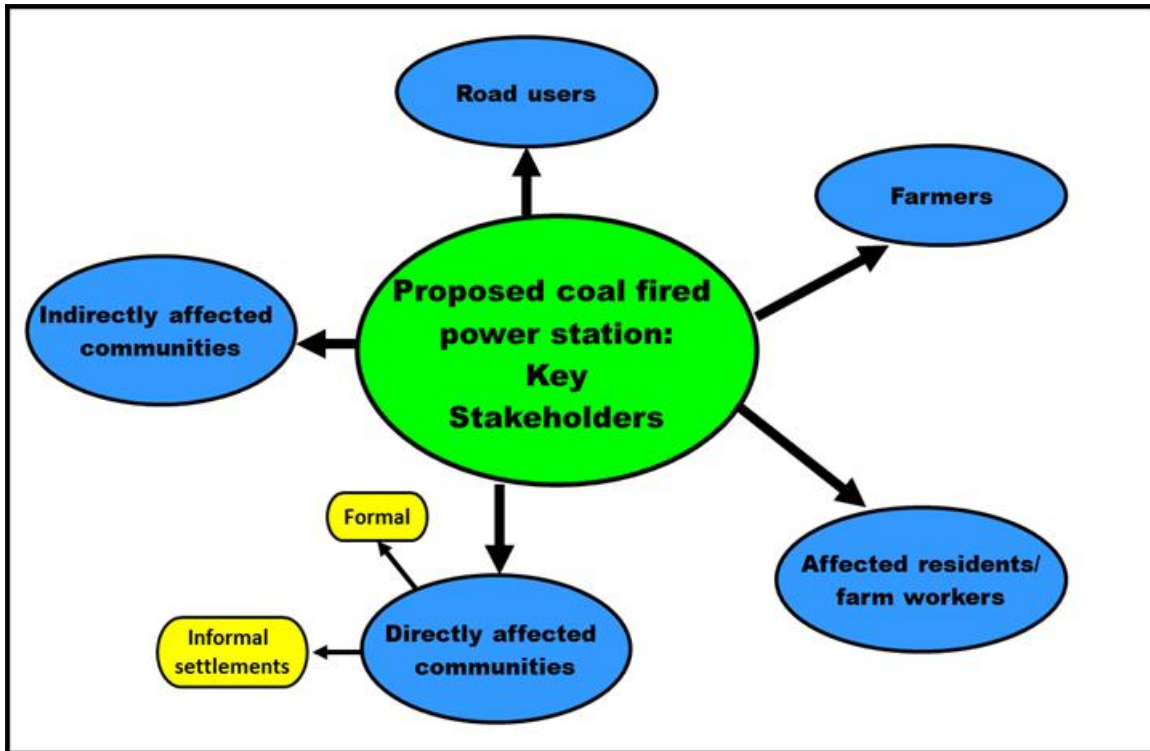 Road users
Farmers
Proposed coal fired
power station:
Key
Stakeholders
Indirectly affected
communities
Formal
Affected residents/
farm workers
Informal
settlements
Directly affected
communities